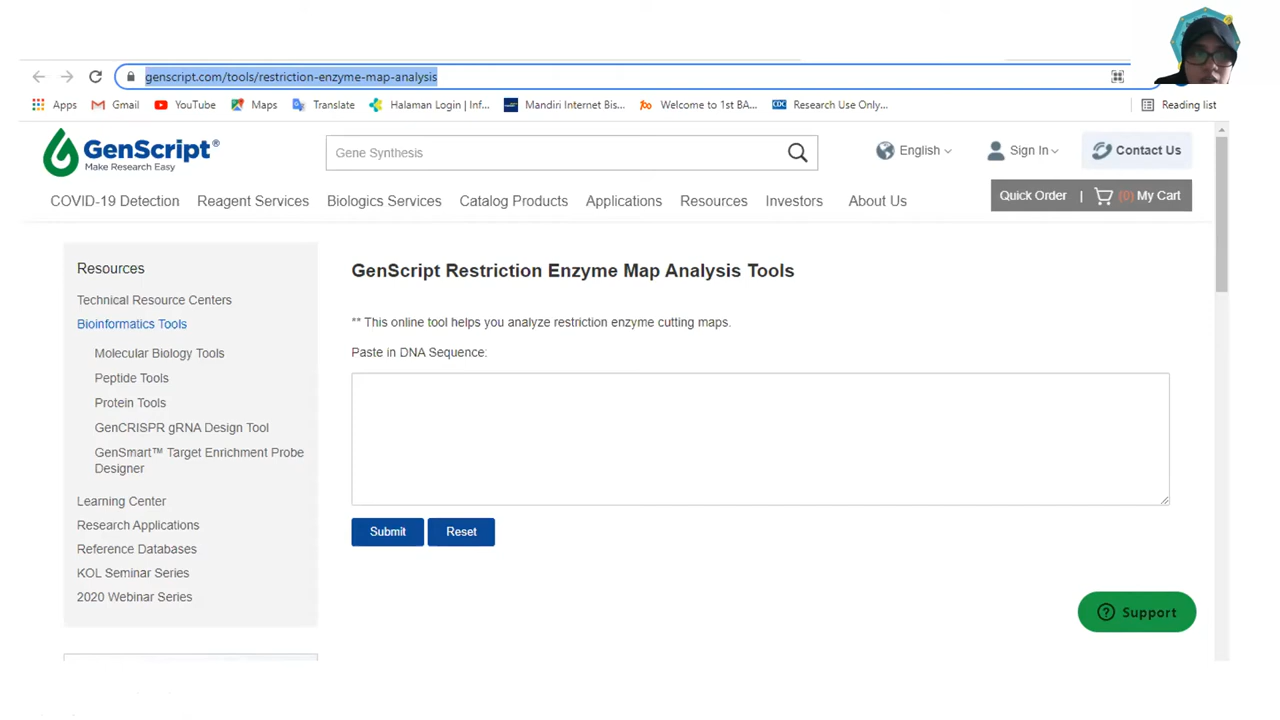 genscript.com/tools/restriction-enzyme-map-analysis
Apps Gmail YouTube Maps Translate Halaman Login | Inf... Mandiri Internet Bis... Welcome to 1st BA... CDC Research Use Only... Reading list
GenScript®
Make Research Easy
Gene Synthesis
English
Sign In
Contact Us
Quick Order | (0) My Cart
COVID-19 Detection Reagent Services Biologics Services Catalog Products Applications Resources Investors About Us
Resources
Technical Resource Centers
Bioinformatics Tools
Molecular Biology Tools
Peptide Tools
Protein Tools
GenCRISPR gRNA Design Tool
GenSmart™ Target Enrichment Probe
Designer
Learning Center
Research Applications
Reference Databases
KOL Seminar Series
2020 Webinar Series
GenScript Restriction Enzyme Map Analysis Tools
** This online tool helps you analyze restriction enzyme cutting maps.
Paste in DNA Sequence:
Submit Reset
Support